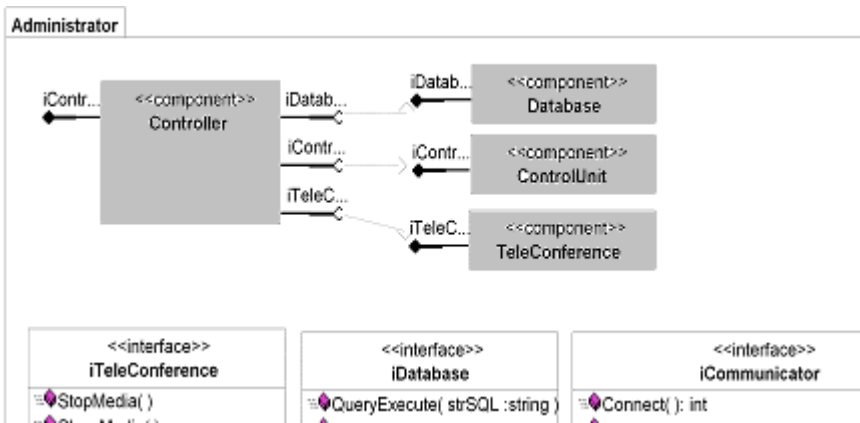 Administrator
iContr...
<<component>>
Controller
iDatab...
iContr...
iTeleC...
iDatab...
<<component>>
Database
iContr...
<<component>>
ControlUnit
iTeleC...
<<component>>
TeleConference
<<interface>>
iTeleConference
StopMedia( )
<<interface>>
iDatabase
QueryExecute( strSQL :string )
<<interface>>
iCommunicator
Connect( ): int